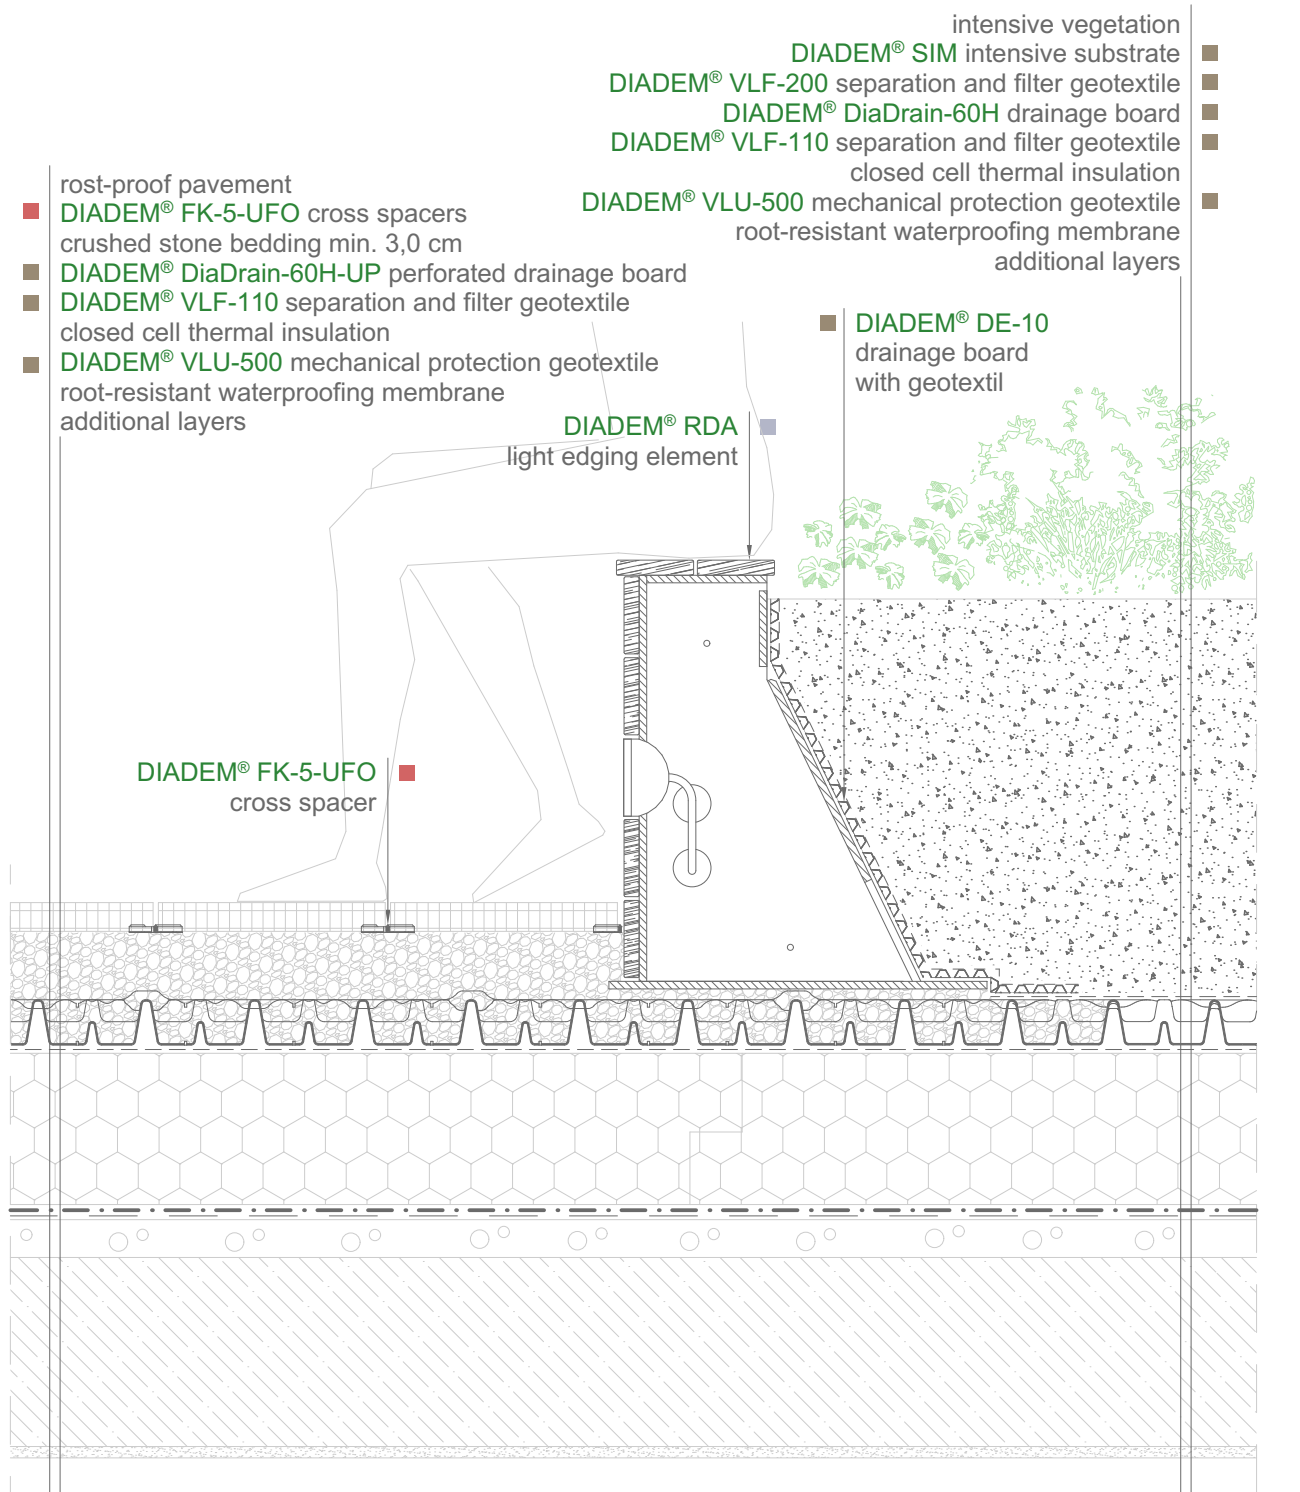 intensive vegetation
DIADEM® SIM intensive substrate
DIADEM® VLF-200 separation and filter geotextile
DIADEM® DiaDrain-60H drainage board
DIADEM® VLF-110 separation and filter geotextile
closed cell thermal insulation
DIADEM® VLU-500 mechanical protection geotextile
root-resistant waterproofing membrane
additional layers
rost-proof pavement
DIADEM® FK-5-UFO cross spacers
crushed stone bedding min. 3,0 cm
DIADEM® DiaDrain-60H-UP perforated drainage board
DIADEM® VLF-110 separation and filter geotextile
closed cell thermal insulation
DIADEM® VLU-500 mechanical protection geotextile
root-resistant waterproofing membrane
additional layers
DIADEM® DE-10
drainage board
with geotextil
DIADEM® RDA
light edging element
DIADEM® FK-5-UFO
cross spacer